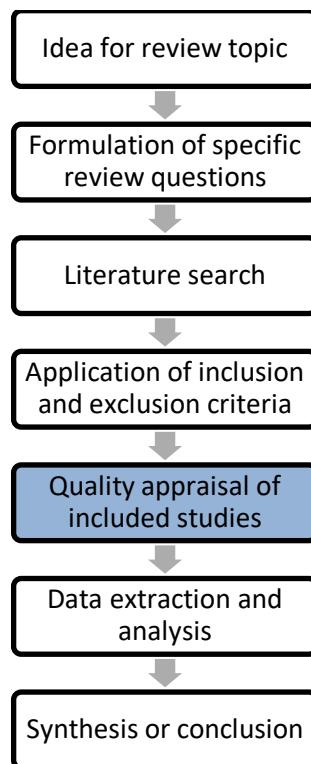 Idea for review topic
Formulation of specific
review questions
Literature search
Application of inclusion
and exclusion criteria
Quality appraisal of
included studies
Data extraction and
analysis
Synthesis or conclusion